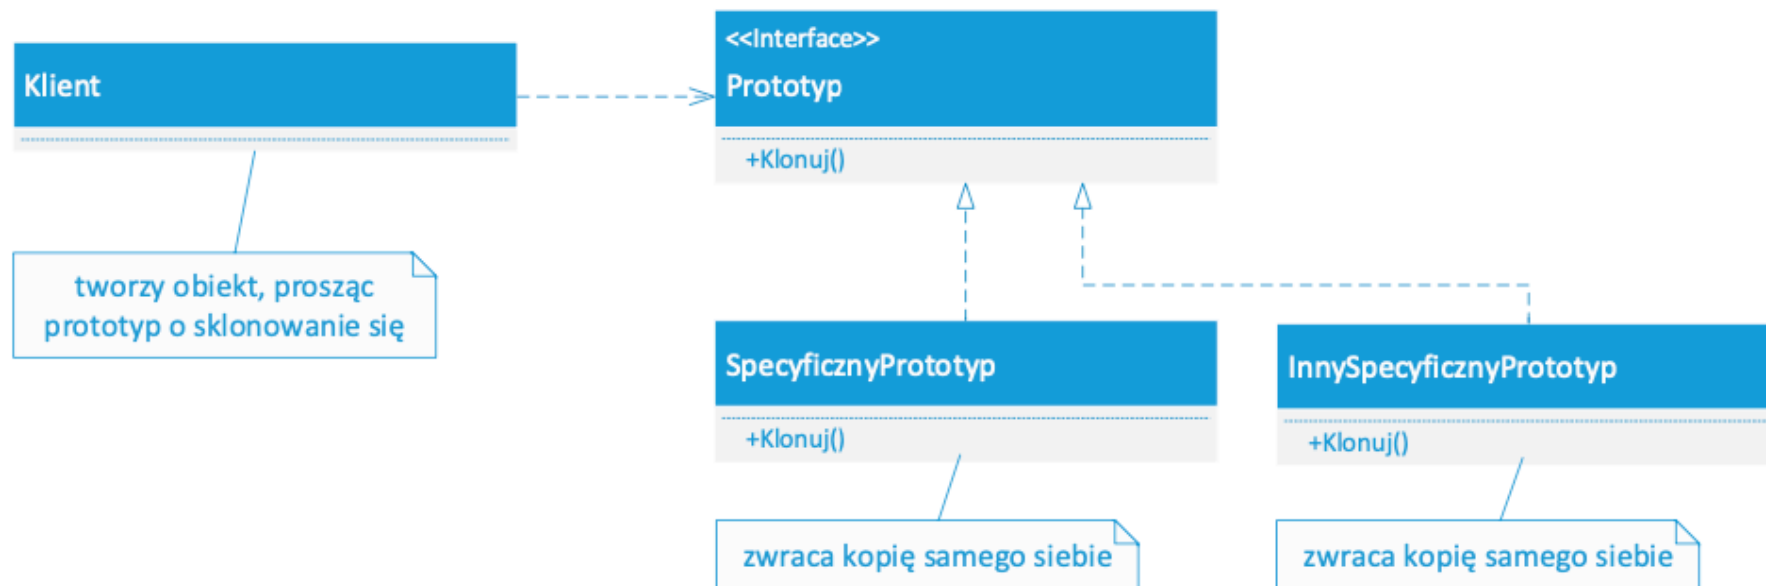 Klient
<<Interface>>
Prototyp
+Klonuj()
tworzy obiekt, prosząc
prototyp o sklonowanie się
SpecyficznyPrototyp
+Klonuj()
InnySpecyficznyPrototyp
+Klonuj()
zwraca kopię samego siebie
zwraca kopię samego siebie